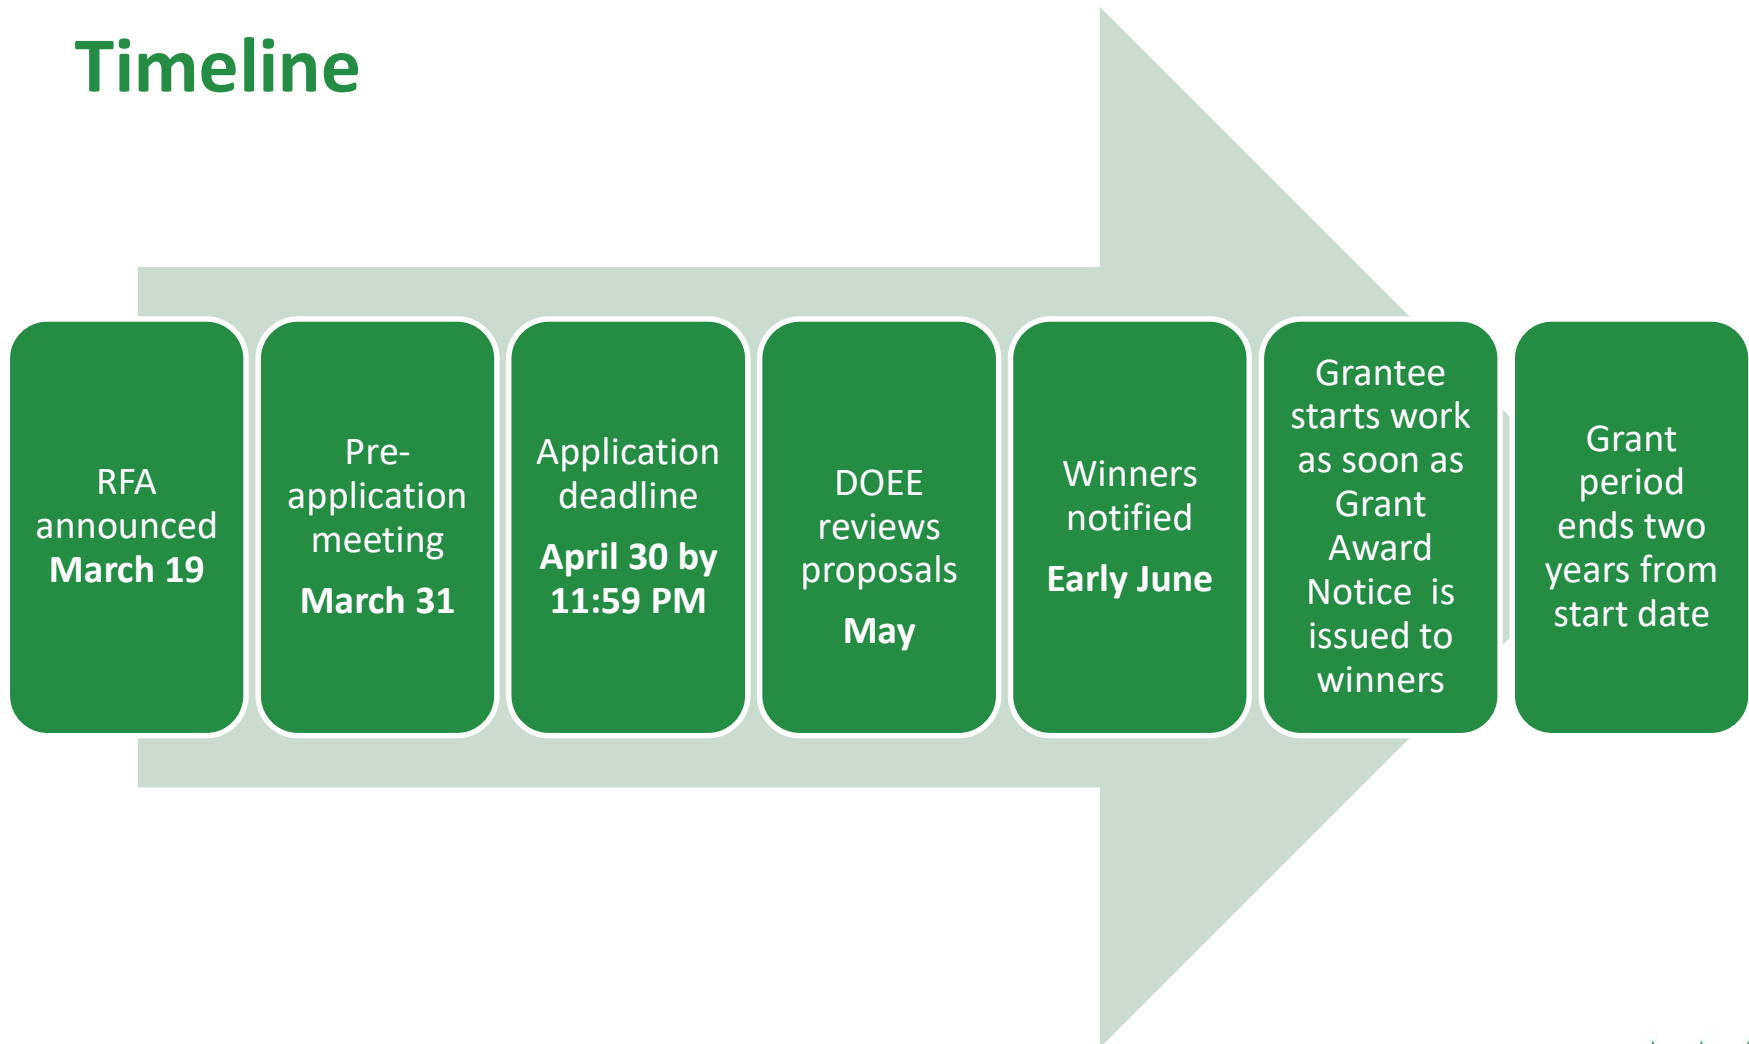 Timeline
RFA
announced
March 19
Pre-
application
meeting
March 31
Application
deadline
April 30 by
11:59 PM
DOEE
reviews
proposals
May
Winners
notified
Early June
Grantee
starts work
as soon as
Grant
Award
Notice  is
issued to
winners
Grant
period
ends two
years from
start date